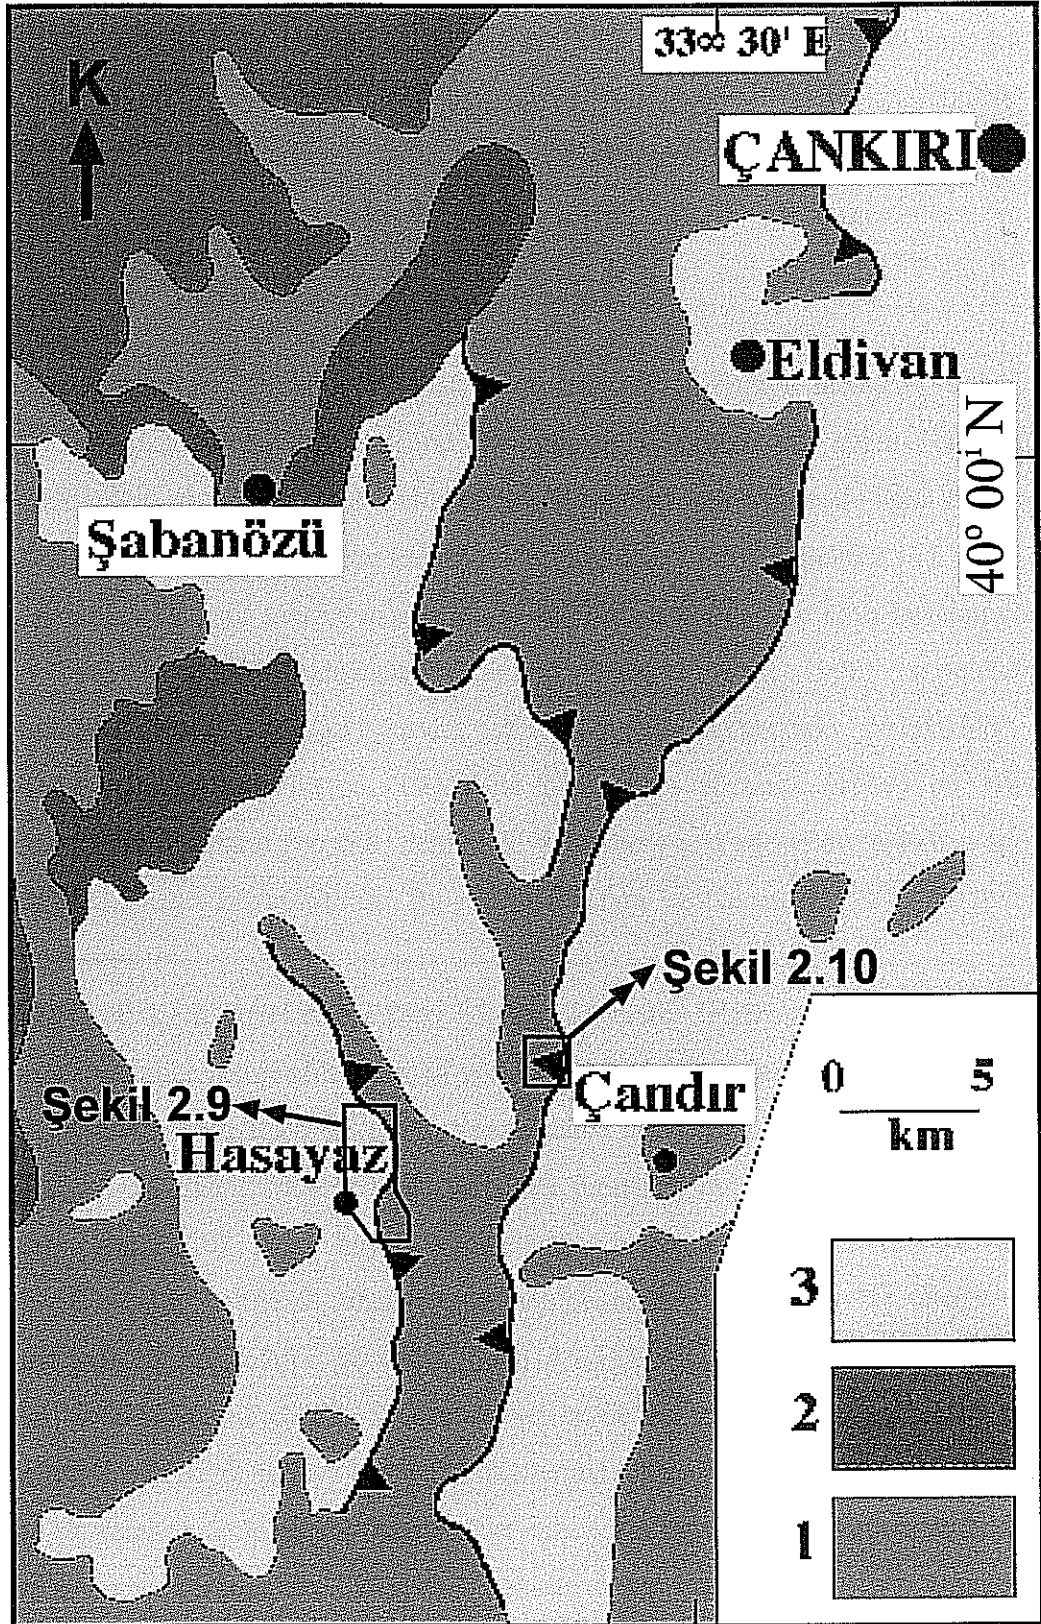 33∞ 30' E
K
ÇANKIRI
Eldivan
40° 00' N
Şabanözü
Şekil 2.10
0 5
km
Çandır
Şekil 2.9
Hasayaz
3
2
1